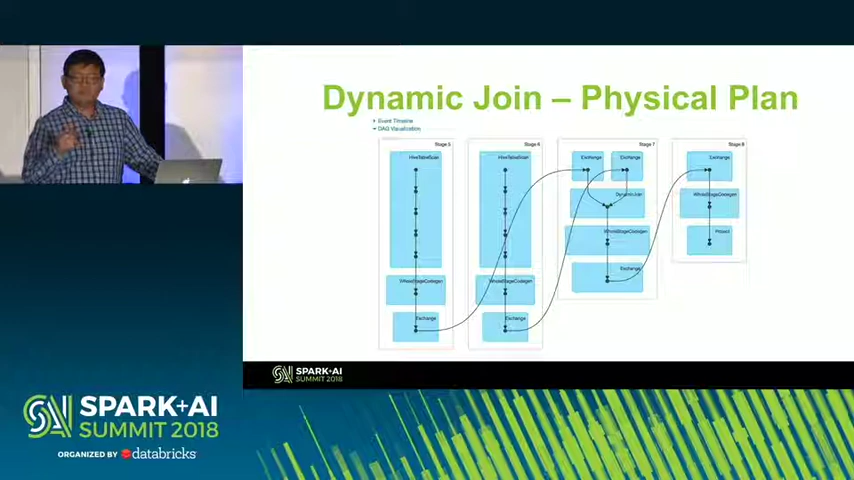 Dynamic Join – Physical Plan
Event Timeline
DAG Visualization
Stage 5
Stage 6
Stage 7
Stage 8
HiveTableScan
HiveTableScan
Exchange
Exchange
Exchange
DynamicJoin
WholeStageCodegen
WholeStageCodegen
Project
WholeStageCodegen
WholeStageCodegen
Exchange
Exchange
Exchange
SPARK+AI
SUMMIT 2018
SPARK+AI
SUMMIT 2018
ORGANIZED BY databricks